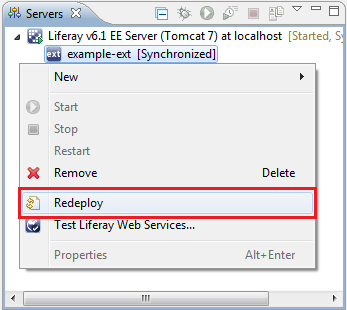 Servers
Liferay v6.1 EE Server (Tomcat 7) at localhost [Started, Sy
ext example-ext [Synchronized]
New
Start
Stop
Restart
Remove Delete
Redeploy
Test Liferay Web Services...
Properties Alt+Enter